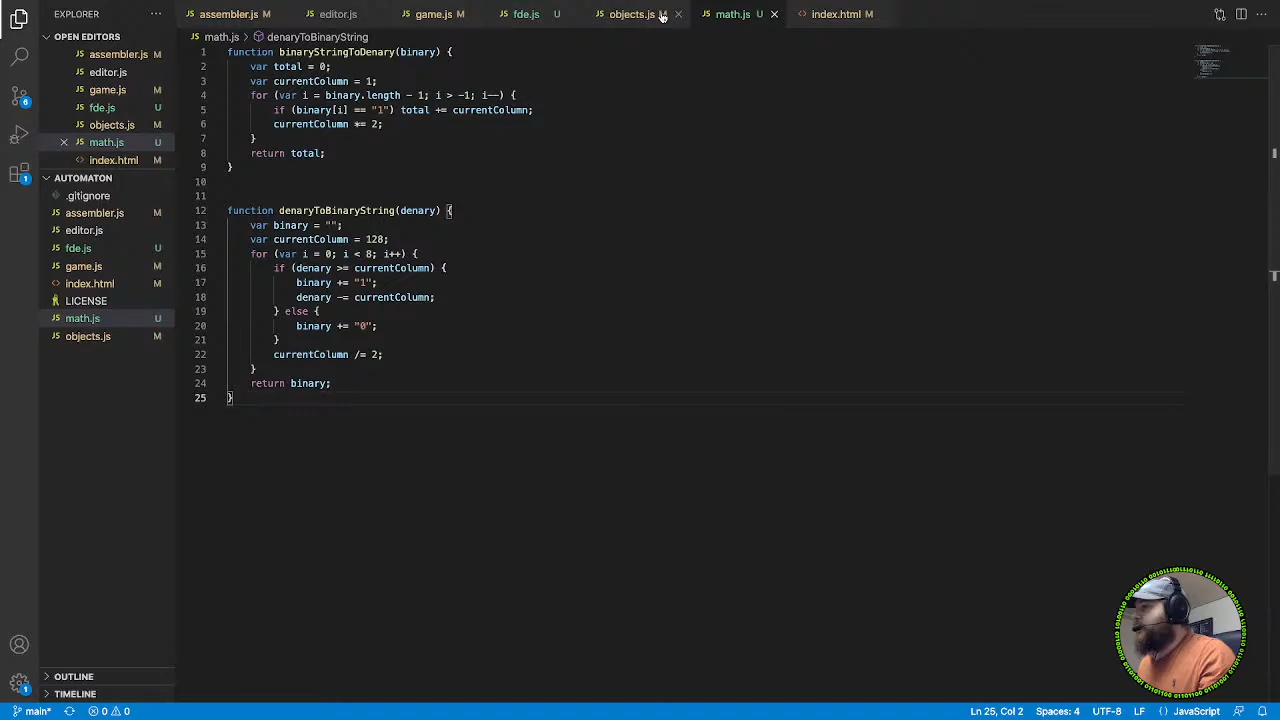 EXPLORER
OPEN EDITORS
JS assembler.js M
JS editor.js
JS game.js M
JS fde.js U
JS objects.js M
JS math.js U
<> index.html M
AUTOMATON
.gitignore
JS assembler.js M
JS editor.js
JS fde.js U
JS game.js M
<> index.html M
LICENSE
JS math.js U
JS objects.js M
OUTLINE
TIMELINE
6
1
1
JS assembler.js M JS editor.js JS game.js M JS fde.js U JS objects.js M JS math.js U <> index.html M
JS math.js > denaryToBinaryString
1 function binaryStringToDenary(binary) {
2 var total = 0;
3 var currentColumn = 1;
4 for (var i = binary.length - 1; i > -1; i--) {
5 if (binary[i] == "1") total += currentColumn;
6 currentColumn *= 2;
7 }
8 return total;
9 }
10
11
12 function denaryToBinaryString(denary) {
13 var binary = "";
14 var currentColumn = 128;
15 for (var i = 0; i < 8; i++) {
16 if (denary >= currentColumn) {
17 binary += "1";
18 denary -= currentColumn;
19 } else {
20 binary += "0";
21 }
22 currentColumn /= 2;
23 }
24 return binary;
25 }
main* 0 0 Ln 25, Col 2 Spaces: 4 UTF-8 LF {} JavaScript